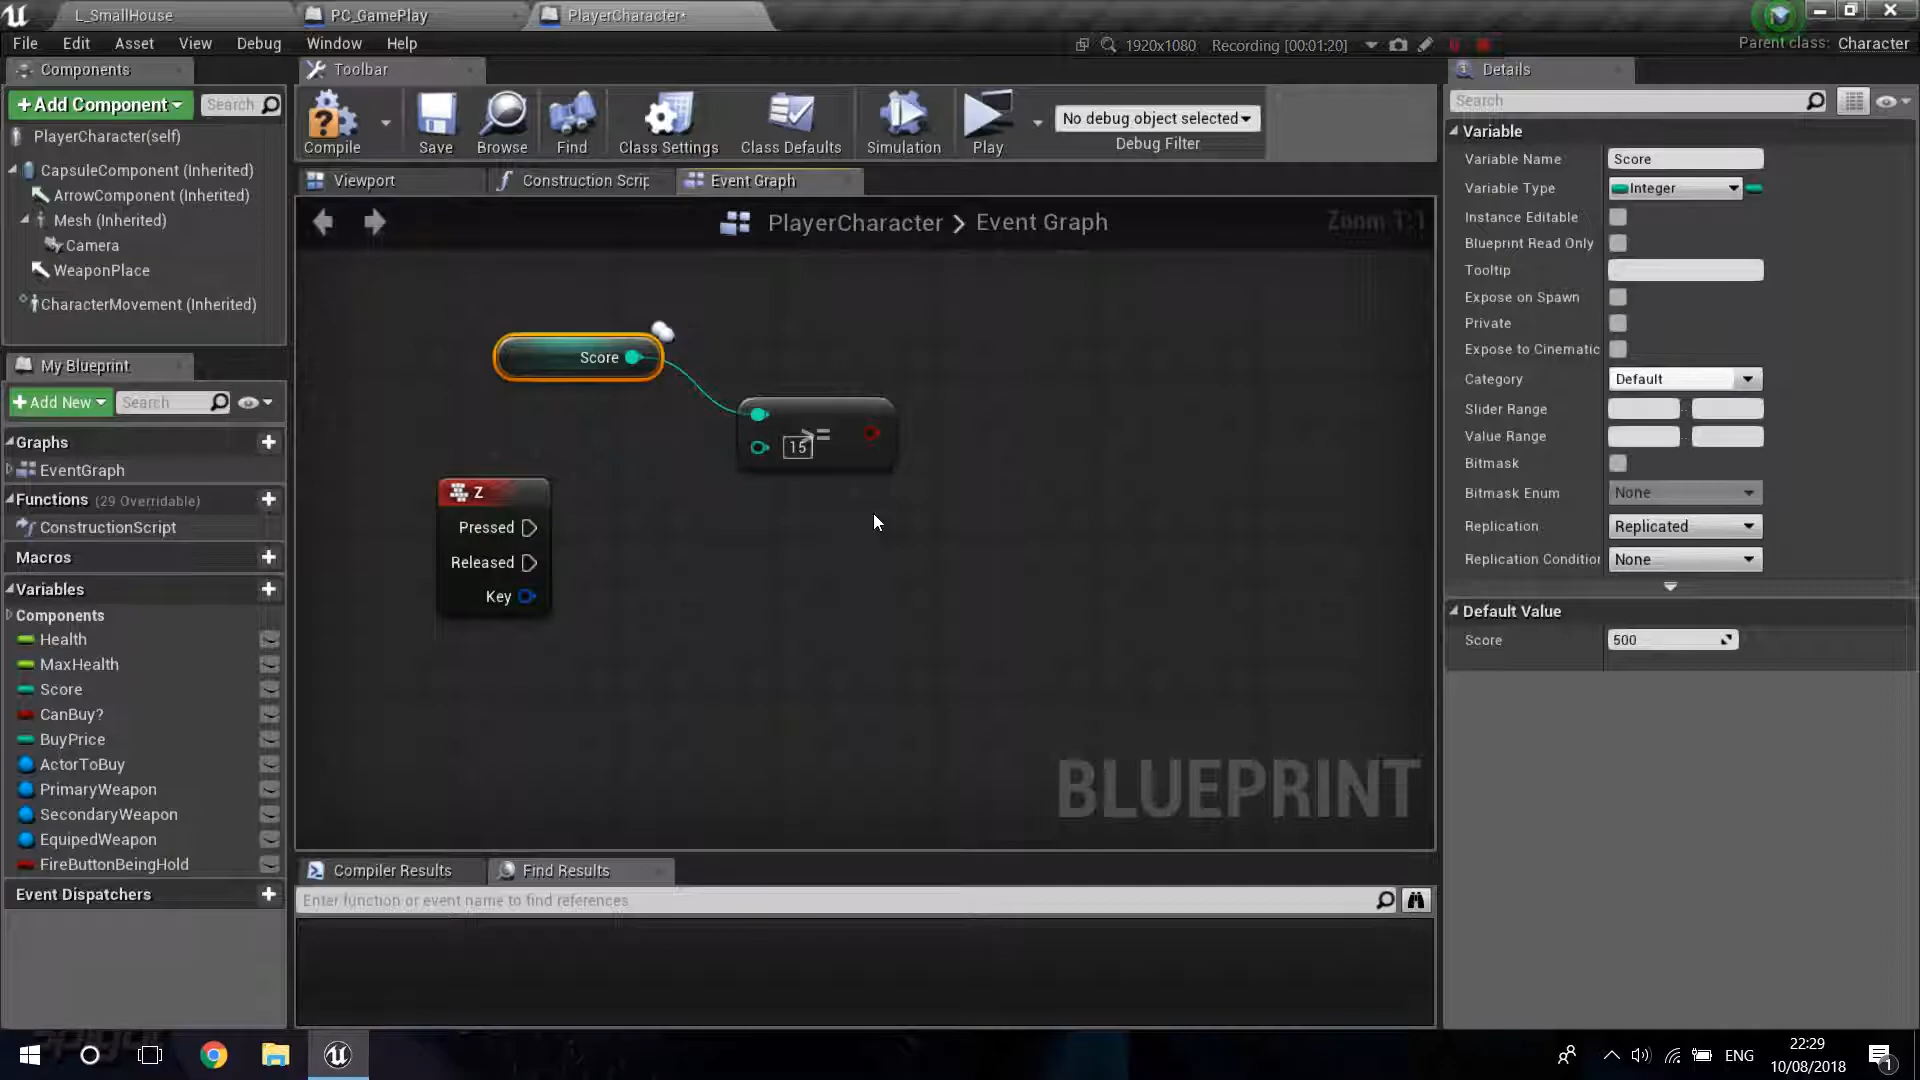 L_SmallHouse
PC_GamePlay
PlayerCharacter*
File Edit Asset View Debug Window Help
1920x1080 Recording [00:01:20]
Parent class: Character
Components
Toolbar
Details
+Add Component
Search
PlayerCharacter(self)
CapsuleComponent (Inherited)
ArrowComponent (Inherited)
Mesh (Inherited)
Camera
WeaponPlace
CharacterMovement (Inherited)
Compile
Save
Browse
Find
Class Settings
Class Defaults
Simulation
Play
No debug object selected
Debug Filter
Viewport
Construction Scrip
Event Graph
PlayerCharacter > Event Graph
Zoom 1:1
Score
>=
15
Z
Pressed
Released
Key
BLUEPRINT
My Blueprint
+Add New
Search
Graphs
EventGraph
Functions (29 Overridable)
ConstructionScript
Macros
Variables
Components
Health
MaxHealth
Score
CanBuy?
BuyPrice
ActorToBuy
PrimaryWeapon
SecondaryWeapon
EquipedWeapon
FireButtonBeingHold
Event Dispatchers
Compiler Results
Find Results
Enter function or event name to find references
Search
Variable
Variable Name Score
Variable Type Integer
Instance Editable
Blueprint Read Only
Tooltip
Expose on Spawn
Private
Expose to Cinematic
Category Default
Slider Range
Value Range
Bitmask
Bitmask Enum None
Replication Replicated
Replication Condition None
Default Value
Score 500
ENG
22:29
10/08/2018
1